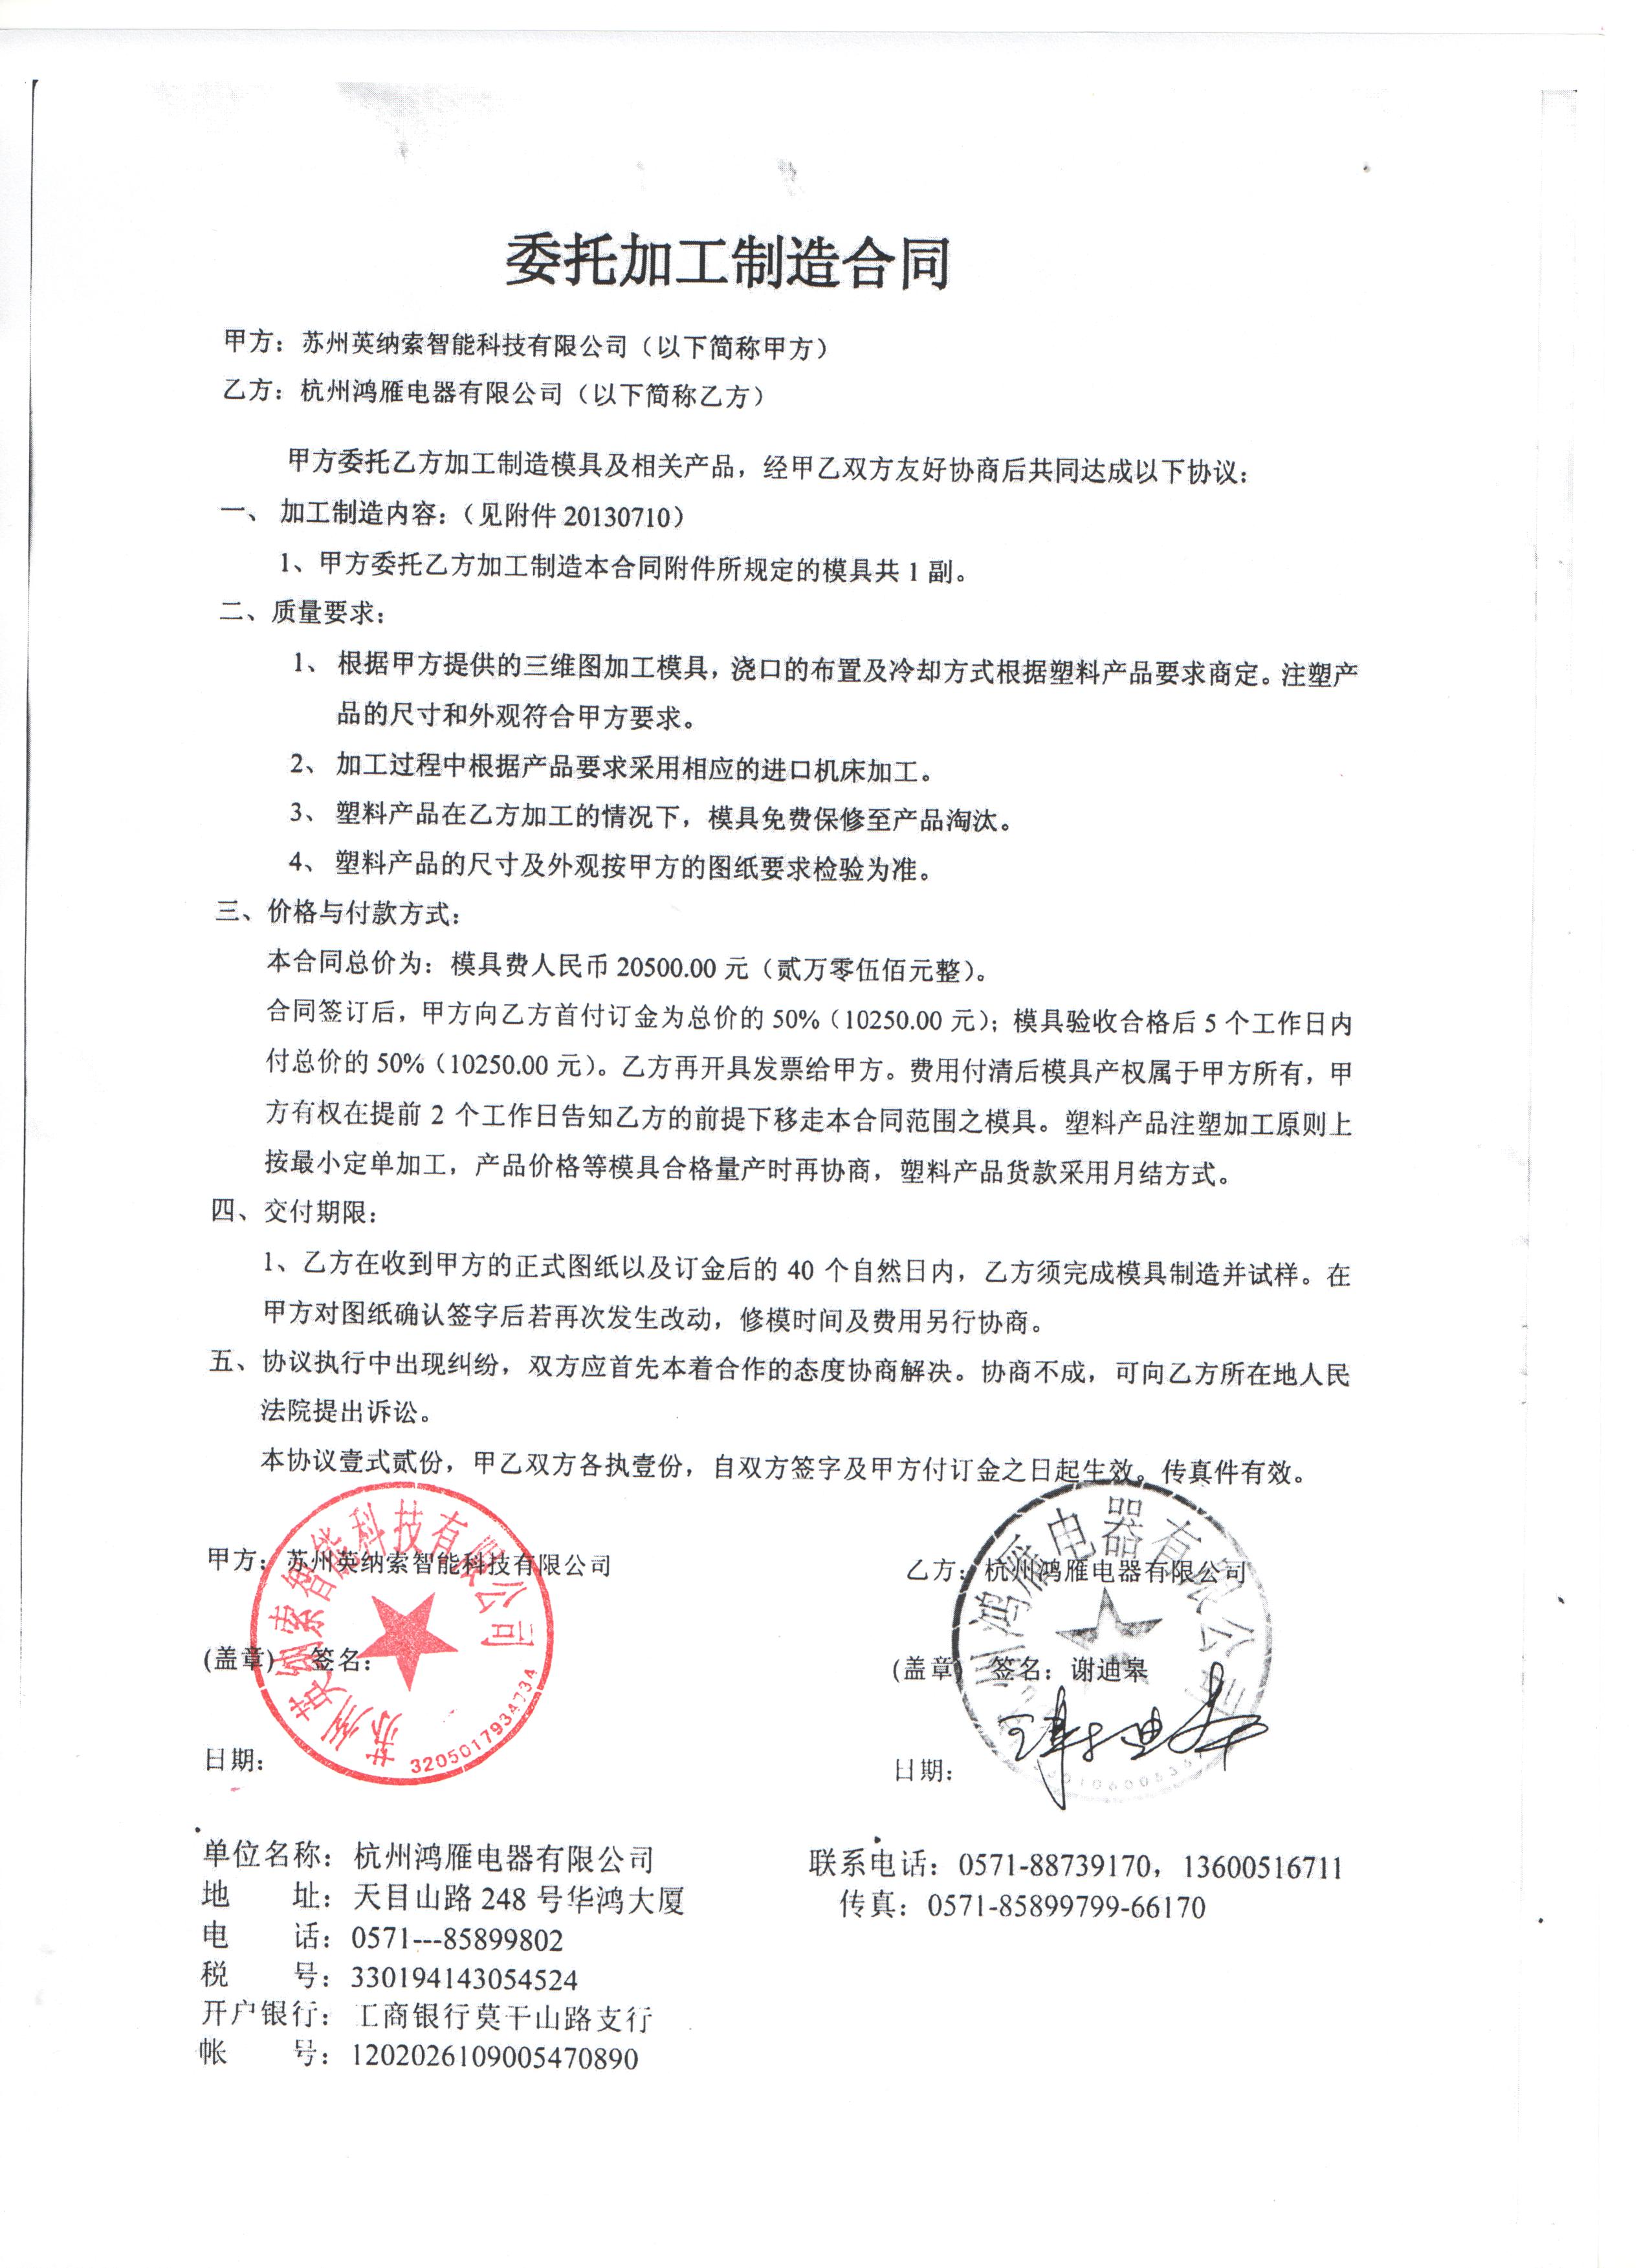 委托加工制造合同
甲方：苏州英纳索智能科技有限公司（以下简称甲方）
乙方：杭州鸿雁电器有限公司（以下简称乙方）
甲方委托乙方加工制造模具及相关产品，经甲乙双方友好协商后共同达成以下协议：
一、 加工制造内容：（见附件 20130710）
1、甲方委托乙方加工制造本合同附件所规定的模具共 1 副。
二、质量要求：
1、 根据甲方提供的三维图加工模具，浇口的布置及冷却方式根据塑料产品要求商定。注塑产
品的尺寸和外观符合甲方要求。
2、 加工过程中根据产品要求采用相应的进口机床加工。
3、 塑料产品在乙方加工的情况下，模具免费保修至产品淘汰。
4、 塑料产品的尺寸及外观按甲方的图纸要求检验为准。
三、价格与付款方式：
本合同总价为：模具费人民币 20500.00 元（贰万零伍佰元整）。
合同签订后，甲方向乙方首付订金为总价的 50%（10250.00 元）；模具验收合格后 5 个工作日内
付总价的 50%（10250.00 元）。乙方再开具发票给甲方。费用付清后模具产权属于甲方所有，甲
方有权在提前 2 个工作日告知乙方的前提下移走本合同范围之模具。塑料产品注塑加工原则上
按最小定单加工，产品价格等模具合格量产时再协商，塑料产品货款采用月结方式。
四、交付期限：
1、乙方在收到甲方的正式图纸以及订金后的 40 个自然日内，乙方须完成模具制造并试样。在
甲方对图纸确认签字后若再次发生改动，修模时间及费用另行协商。
五、协议执行中出现纠纷，双方应首先本着合作的态度协商解决。协商不成，可向乙方所在地人民
法院提出诉讼。
本协议壹式贰份，甲乙双方各执壹份，自双方签字及甲方付订金之日起生效。传真件有效。
甲方：苏州英纳索智能科技有限公司 乙方：杭州鸿雁电器有限公司
(盖章) 签名： (盖章) 签名：谢迪皋
日期： 日期：
苏州英纳索智能科技有限公司
3205017934734
州鸿雁电器有限公司
单位名称：杭州鸿雁电器有限公司 联系电话：0571-88739170，13600516711
地 址：天目山路 248 号华鸿大厦 传真：0571-85899799-66170
电 话：0571---85899802
税 号：330194143054524
开户银行：工商银行莫干山路支行
帐 号：1202026109005470890